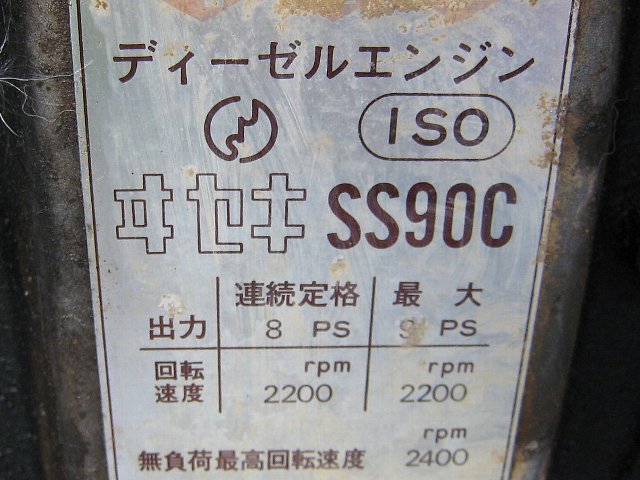 ディーゼルエンジン
ISO
ヰセキ SS90C
連続定格 最大
出力 8 PS 9 PS
回転速度 rpm 2200 rpm 2200
無負荷最高回転速度 rpm 2400